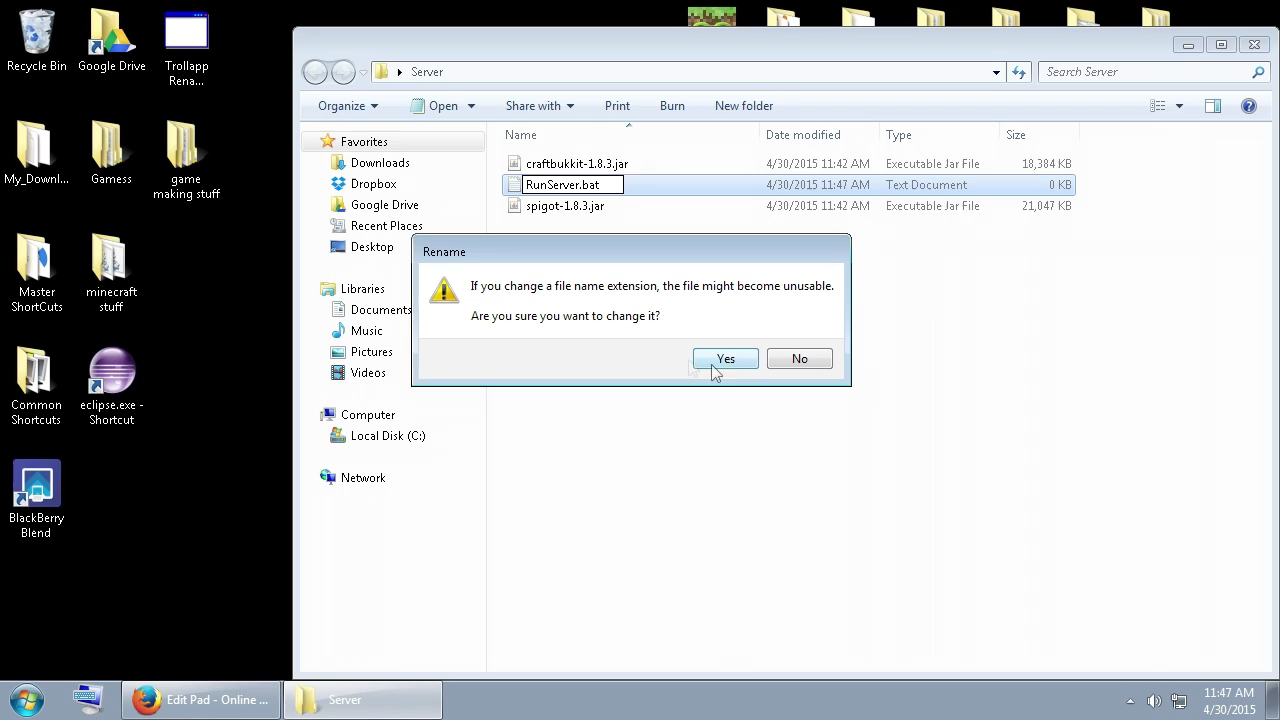 Recycle Bin
Google Drive
Trollapp
Rena...
My_Downl...
Gamess
game
making stuff
Master
ShortCuts
minecraft
stuff
Common
Shortcuts
eclipse.exe -
Shortcut
BlackBerry
Blend
Server
Search Server
Organize
Open
Share with
Print
Burn
New folder
Favorites
Downloads
Dropbox
Google Drive
Recent Places
Desktop
Libraries
Documents
Music
Pictures
Videos
Computer
Local Disk (C:)
Network
Name
Date modified
Type
Size
craftbukkit-1.8.3.jar
4/30/2015 11:42 AM
Executable Jar File
18,384 KB
RunServer.bat
4/30/2015 11:47 AM
Text Document
0 KB
spigot-1.8.3.jar
4/30/2015 11:42 AM
Executable Jar File
21,047 KB
Rename
If you change a file name extension, the file might become unusable.
Are you sure you want to change it?
Yes
No
Edit Pad - Online ...
Server
11:47 AM
4/30/2015